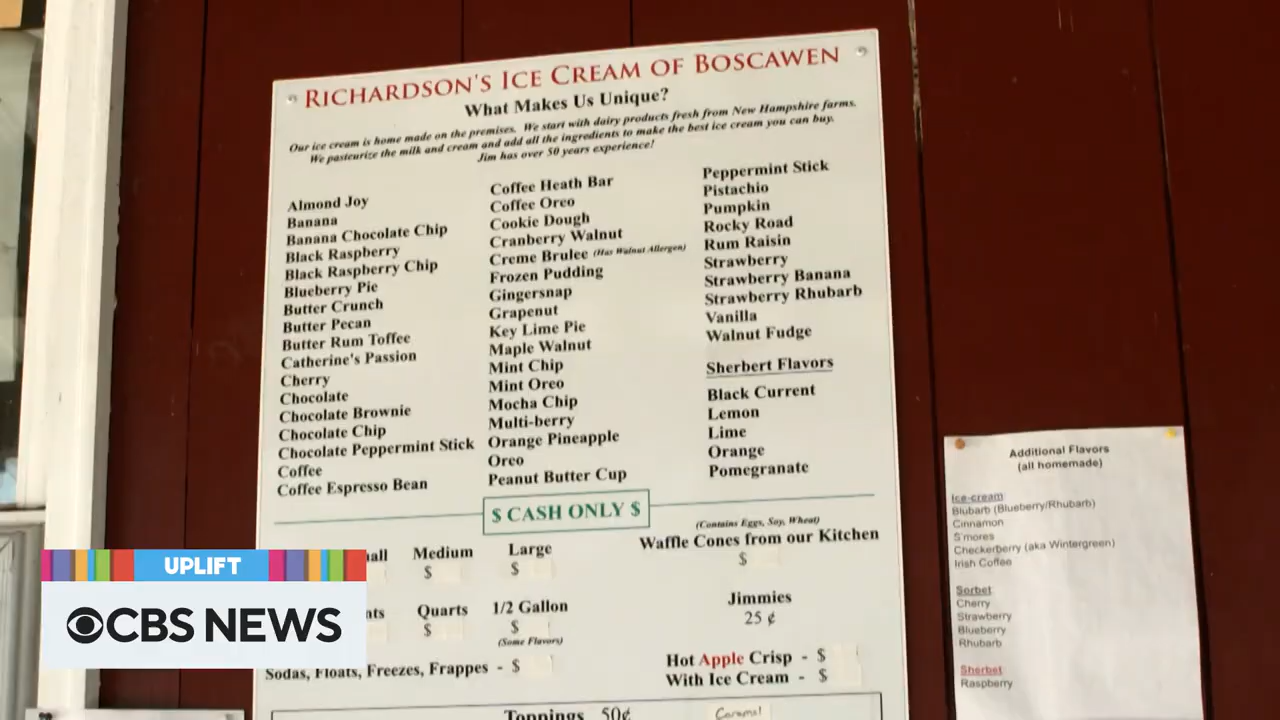 RICHARDSON'S ICE CREAM OF BOSCAWEN
What Makes Us Unique?
Our ice cream is home made on the premises. We start with dairy products fresh from New Hampshire farms.
We pasteurize the milk and cream and add all the ingredients to make the best ice cream you can buy.
Jim has over 50 years experience!
Almond Joy
Banana
Banana Chocolate Chip
Black Raspberry
Black Raspberry Chip
Blueberry Pie
Butter Crunch
Butter Pecan
Butter Rum Toffee
Catherine's Passion
Cherry
Chocolate
Chocolate Brownie
Chocolate Chip
Chocolate Peppermint Stick
Coffee
Coffee Espresso Bean
Coffee Heath Bar
Coffee Oreo
Cookie Dough
Cranberry Walnut
Creme Brulee (Has Walnut Allergen)
Frozen Pudding
Gingersnap
Grapenut
Key Lime Pie
Maple Walnut
Mint Chip
Mint Oreo
Mocha Chip
Multi-berry
Orange Pineapple
Oreo
Peanut Butter Cup
Peppermint Stick
Pistachio
Pumpkin
Rocky Road
Rum Raisin
Strawberry
Strawberry Banana
Strawberry Rhubarb
Vanilla
Walnut Fudge
Sherbert Flavors
Black Current
Lemon
Lime
Orange
Pomegranate
$ CASH ONLY $
Medium
$
Large
$
(Contains Eggs, Soy, Wheat)
Waffle Cones from our Kitchen
$
Quarts
$
1/2 Gallon
$
(Some Flavors)
Jimmies
25 ¢
Sodas, Floats, Freezes, Frappes - $
Hot Apple Crisp - $
With Ice Cream - $
Toppings 50¢
Caramel
Additional Flavors
(all homemade)
Ice-cream
Blubarb (Blueberry/Rhubarb)
Cinnamon
S'mores
Checkerberry (aka Wintergreen)
Irish Coffee
Sorbet
Cherry
Strawberry
Blueberry
Rhubarb
Sherbet
Raspberry
UPLIFT
CBS NEWS